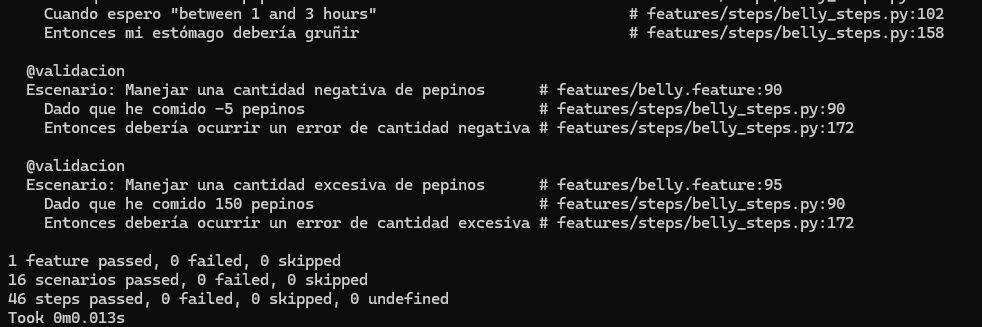 Cuando espero "between 1 and 3 hours" # features/steps/belly_steps.py:102
Entonces mi estómago debería gruñir # features/steps/belly_steps.py:158
@validacion
Escenario: Manejar una cantidad negativa de pepinos # features/belly.feature:90
Dado que he comido -5 pepinos # features/steps/belly_steps.py:90
Entonces debería ocurrir un error de cantidad negativa # features/steps/belly_steps.py:172
@validacion
Escenario: Manejar una cantidad excesiva de pepinos # features/belly.feature:95
Dado que he comido 150 pepinos # features/steps/belly_steps.py:90
Entonces debería ocurrir un error de cantidad excesiva # features/steps/belly_steps.py:172
1 feature passed, 0 failed, 0 skipped
16 scenarios passed, 0 failed, 0 skipped
46 steps passed, 0 failed, 0 skipped, 0 undefined
Took 0m0.013s